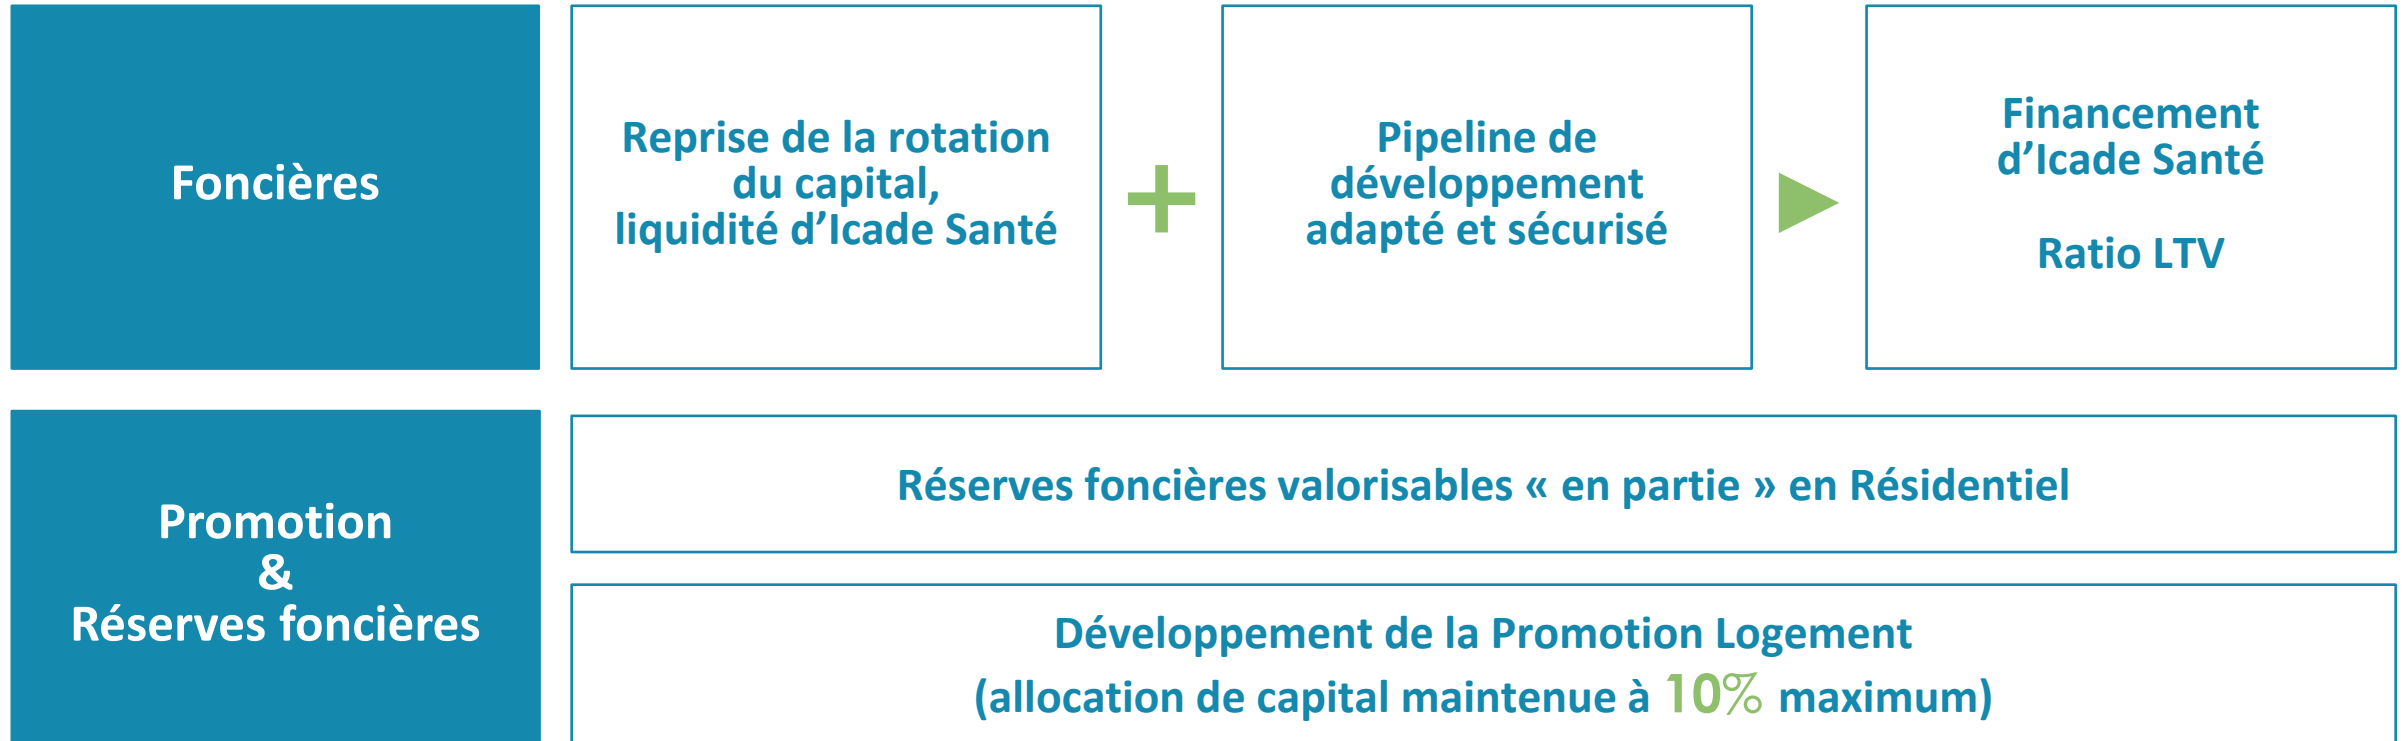 Foncières
Reprise de la rotation
du capital,
liquidité d’Icade Santé
+
Pipeline de
développement
adapté et sécurisé
Financement
d’Icade Santé
Ratio LTV
Promotion
&
Réserves foncières
Réserves foncières valorisables « en partie » en Résidentiel
Développement de la Promotion Logement
(allocation de capital maintenue à 10% maximum)